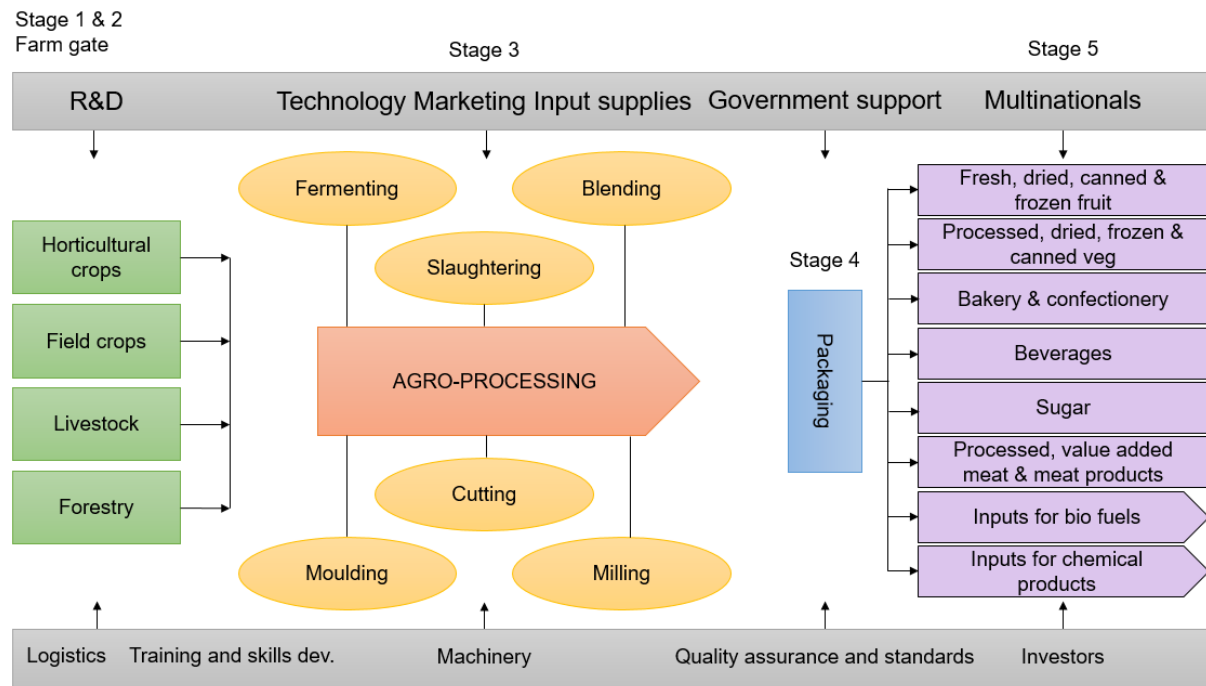 Stage 1 & 2
Farm gate
Stage 3
Stage 5
R&D
Technology Marketing Input supplies
Government support
Multinationals
Fermenting
Blending
Slaughtering
Horticultural
crops
Field crops
Livestock
Forestry
AGRO-PROCESSING
Cutting
Moulding
Milling
Stage 4
Packaging
Fresh, dried, canned &
frozen fruit
Processed, dried, frozen &
canned veg
Bakery & confectionery
Beverages
Sugar
Processed, value added
meat & meat products
Inputs for bio fuels
Inputs for chemical
products
Logistics
Training and skills dev.
Machinery
Quality assurance and standards
Investors